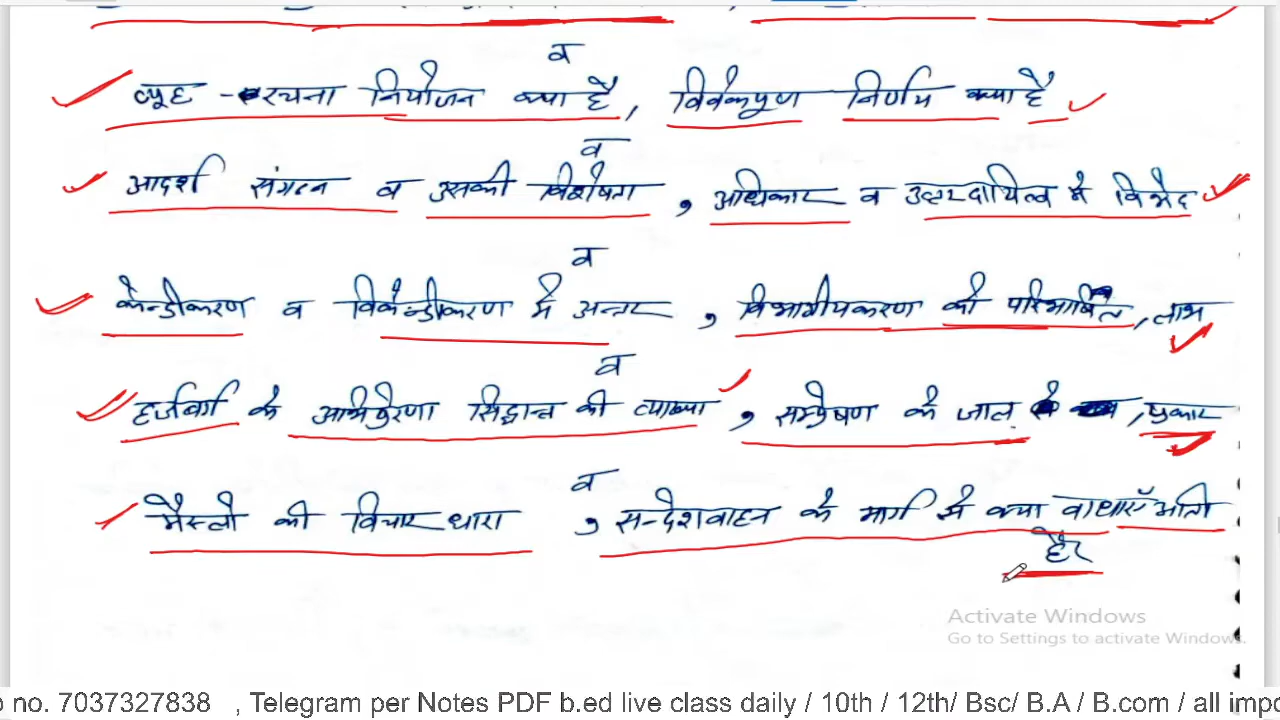 व
व्यूह - रचना नियोजन क्या है, विवेकपूण निर्णय क्या है
व
आदर्श संगठन व उसकी विशेषता, अधिकार व उत्तरदायित्व मे विभेद
व
केन्द्रीकरण व विकेन्द्रीकरण में अन्तर, विभागीयकरण को परिभाषित, लाभ
व
हर्जबर्ग के अभिप्रेरणा सिद्धान्त की व्याख्या, सम्प्रेषण के जाल, प्रकार
व
मैस्लो की विचारधारा, सन्देशवाहन के मार्ग मे क्या बाधाएँ आती
है
Activate Windows
Go to Settings to activate Windows.
no. 7037327838 , Telegram per Notes PDF b.ed live class daily / 10th / 12th/ Bsc/ B.A / B.com / all